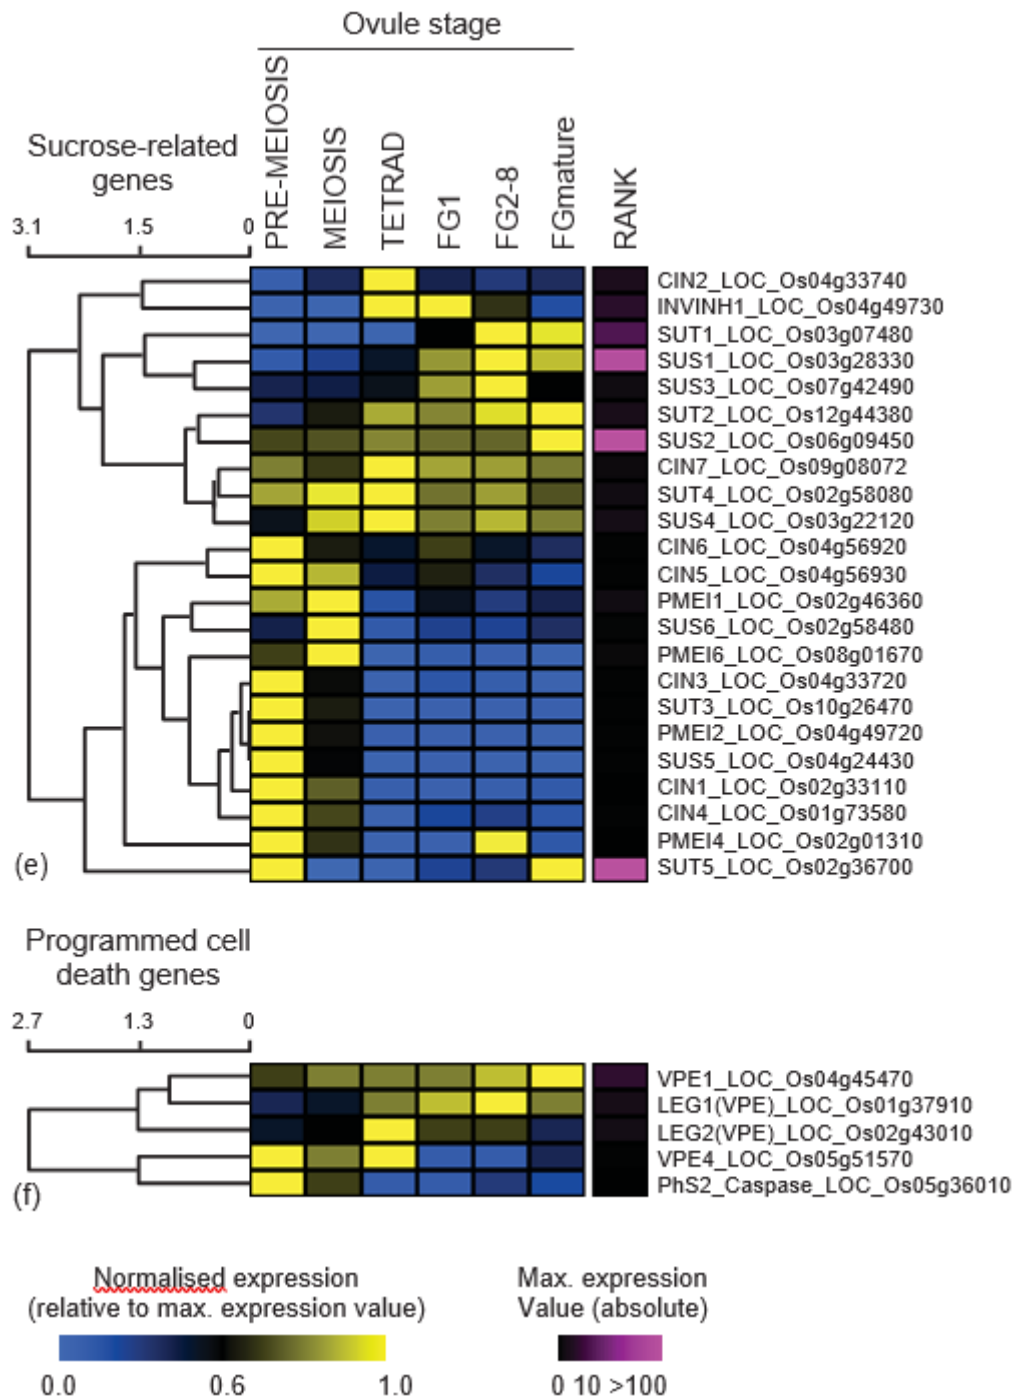 Ovule stage
Sucrose-related
genes
3.1 1.5 0
PRE-MEIOSIS
MEIOSIS
TETRAD
FG1
FG2-8
FGmature
RANK
CIN2_LOC_Os04g33740
INVINH1_LOC_Os04g49730
SUT1_LOC_Os03g07480
SUS1_LOC_Os03g28330
SUS3_LOC_Os07g42490
SUT2_LOC_Os12g44380
SUS2_LOC_Os06g09450
CIN7_LOC_Os09g08072
SUT4_LOC_Os02g58080
SUS4_LOC_Os03g22120
CIN6_LOC_Os04g56920
CIN5_LOC_Os04g56930
PMEI1_LOC_Os02g46360
SUS6_LOC_Os02g58480
PMEI6_LOC_Os08g01670
CIN3_LOC_Os04g33720
SUT3_LOC_Os10g26470
PMEI2_LOC_Os04g49720
SUS5_LOC_Os04g24430
CIN1_LOC_Os02g33110
CIN4_LOC_Os01g73580
PMEI4_LOC_Os02g01310
SUT5_LOC_Os02g36700
(e)
Programmed cell
death genes
2.7 1.3 0
VPE1_LOC_Os04g45470
LEG1(VPE)_LOC_Os01g37910
LEG2(VPE)_LOC_Os02g43010
VPE4_LOC_Os05g51570
PhS2_Caspase_LOC_Os05g36010
(f)
Normalised expression
(relative to max. expression value)
0.0 0.6 1.0
Max. expression
Value (absolute)
0 10 >100